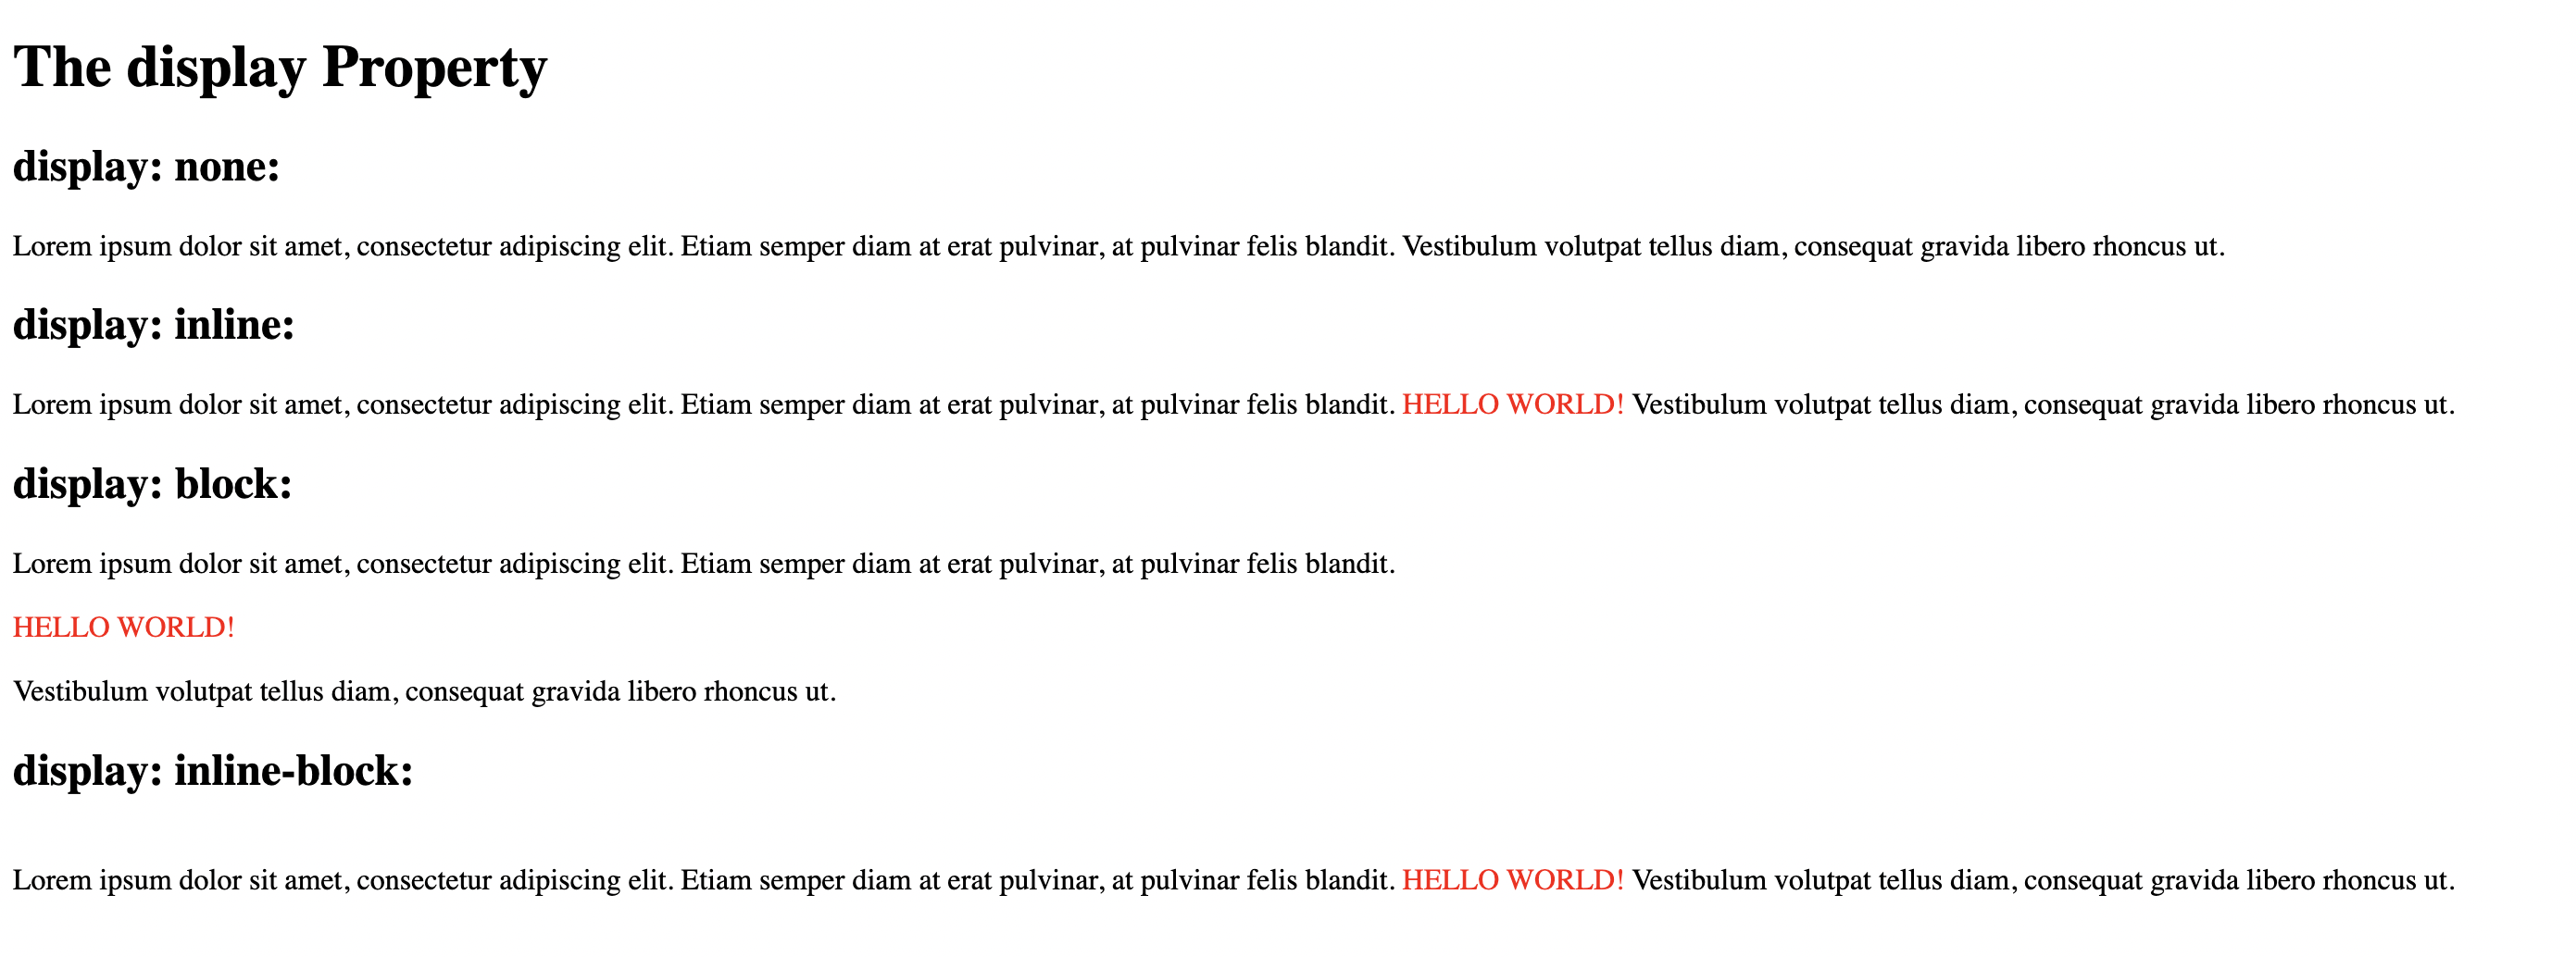 The display Property
display: none:
Lorem ipsum dolor sit amet, consectetur adipiscing elit. Etiam semper diam at erat pulvinar, at pulvinar felis blandit. Vestibulum volutpat tellus diam, consequat gravida libero rhoncus ut.
display: inline:
Lorem ipsum dolor sit amet, consectetur adipiscing elit. Etiam semper diam at erat pulvinar, at pulvinar felis blandit. HELLO WORLD! Vestibulum volutpat tellus diam, consequat gravida libero rhoncus ut.
display: block:
Lorem ipsum dolor sit amet, consectetur adipiscing elit. Etiam semper diam at erat pulvinar, at pulvinar felis blandit.
HELLO WORLD!
Vestibulum volutpat tellus diam, consequat gravida libero rhoncus ut.
display: inline-block:
Lorem ipsum dolor sit amet, consectetur adipiscing elit. Etiam semper diam at erat pulvinar, at pulvinar felis blandit. HELLO WORLD! Vestibulum volutpat tellus diam, consequat gravida libero rhoncus ut.